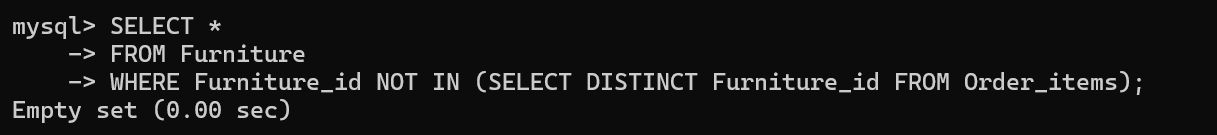 mysql> SELECT *
    -> FROM Furniture
    -> WHERE Furniture_id NOT IN (SELECT DISTINCT Furniture_id FROM Order_items);
Empty set (0.00 sec)